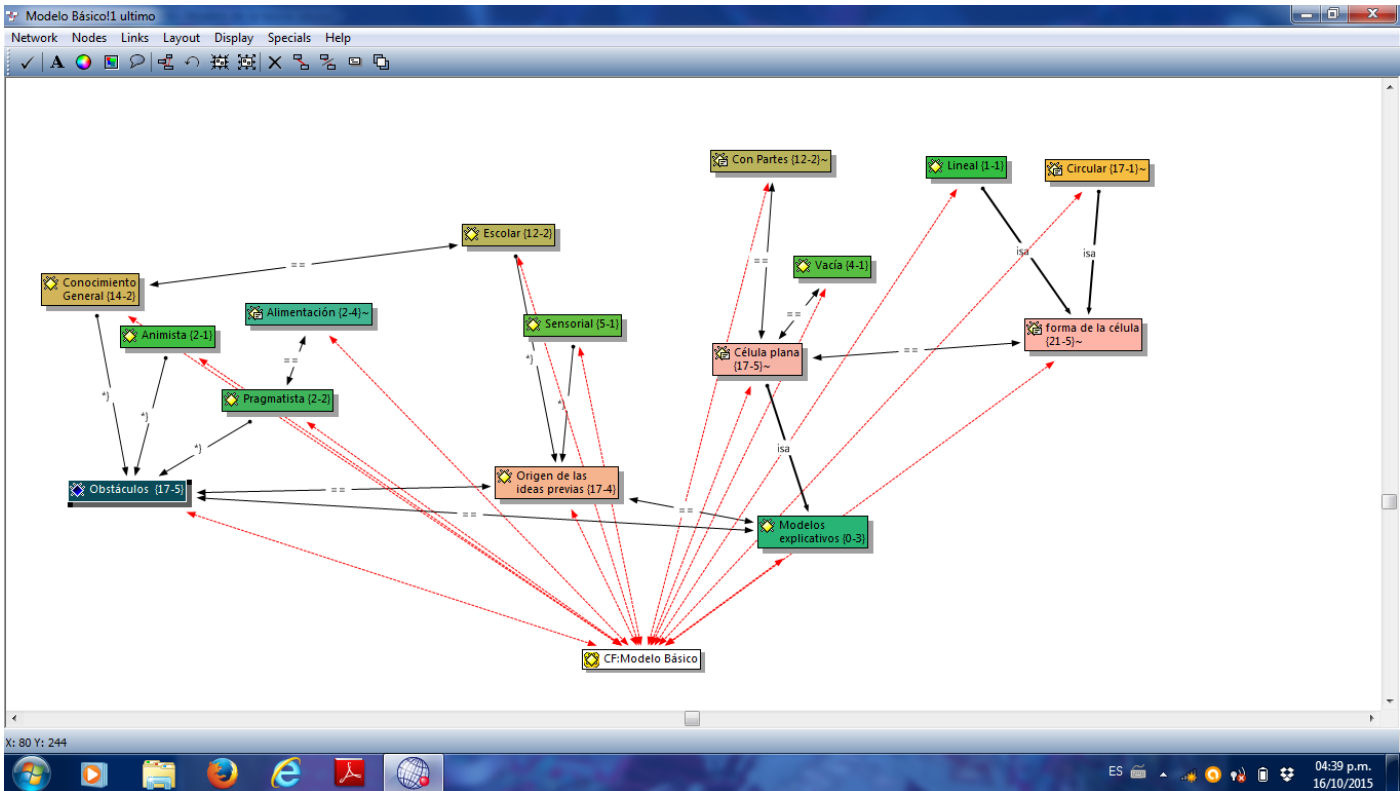 Modelo Básico!1 ultimo
Network Nodes Links Layout Display Specials Help
A
Con Partes {12-2}~
Lineal {1-1}
Circular {17-1}~
Escolar {12-2}
isa
isa
==
==
Vacía {4-1}
Conocimiento
General {14-2}
Alimentación {2-4}~
Animista {2-1}
Sensorial {5-1}
==
forma de la célula
{21-5}~
Célula plana
{17-5}~
==
==
*}
*}
*}
*}
Pragmatista {2-2}
*}
isa
Origen de las
ideas previas {17-4}
Obstáculos {17-5}
==
==
==
Modelos
explicativos {0-3}
CF:Modelo Básico
X: 80 Y: 244
ES
04:39 p.m.
16/10/2015